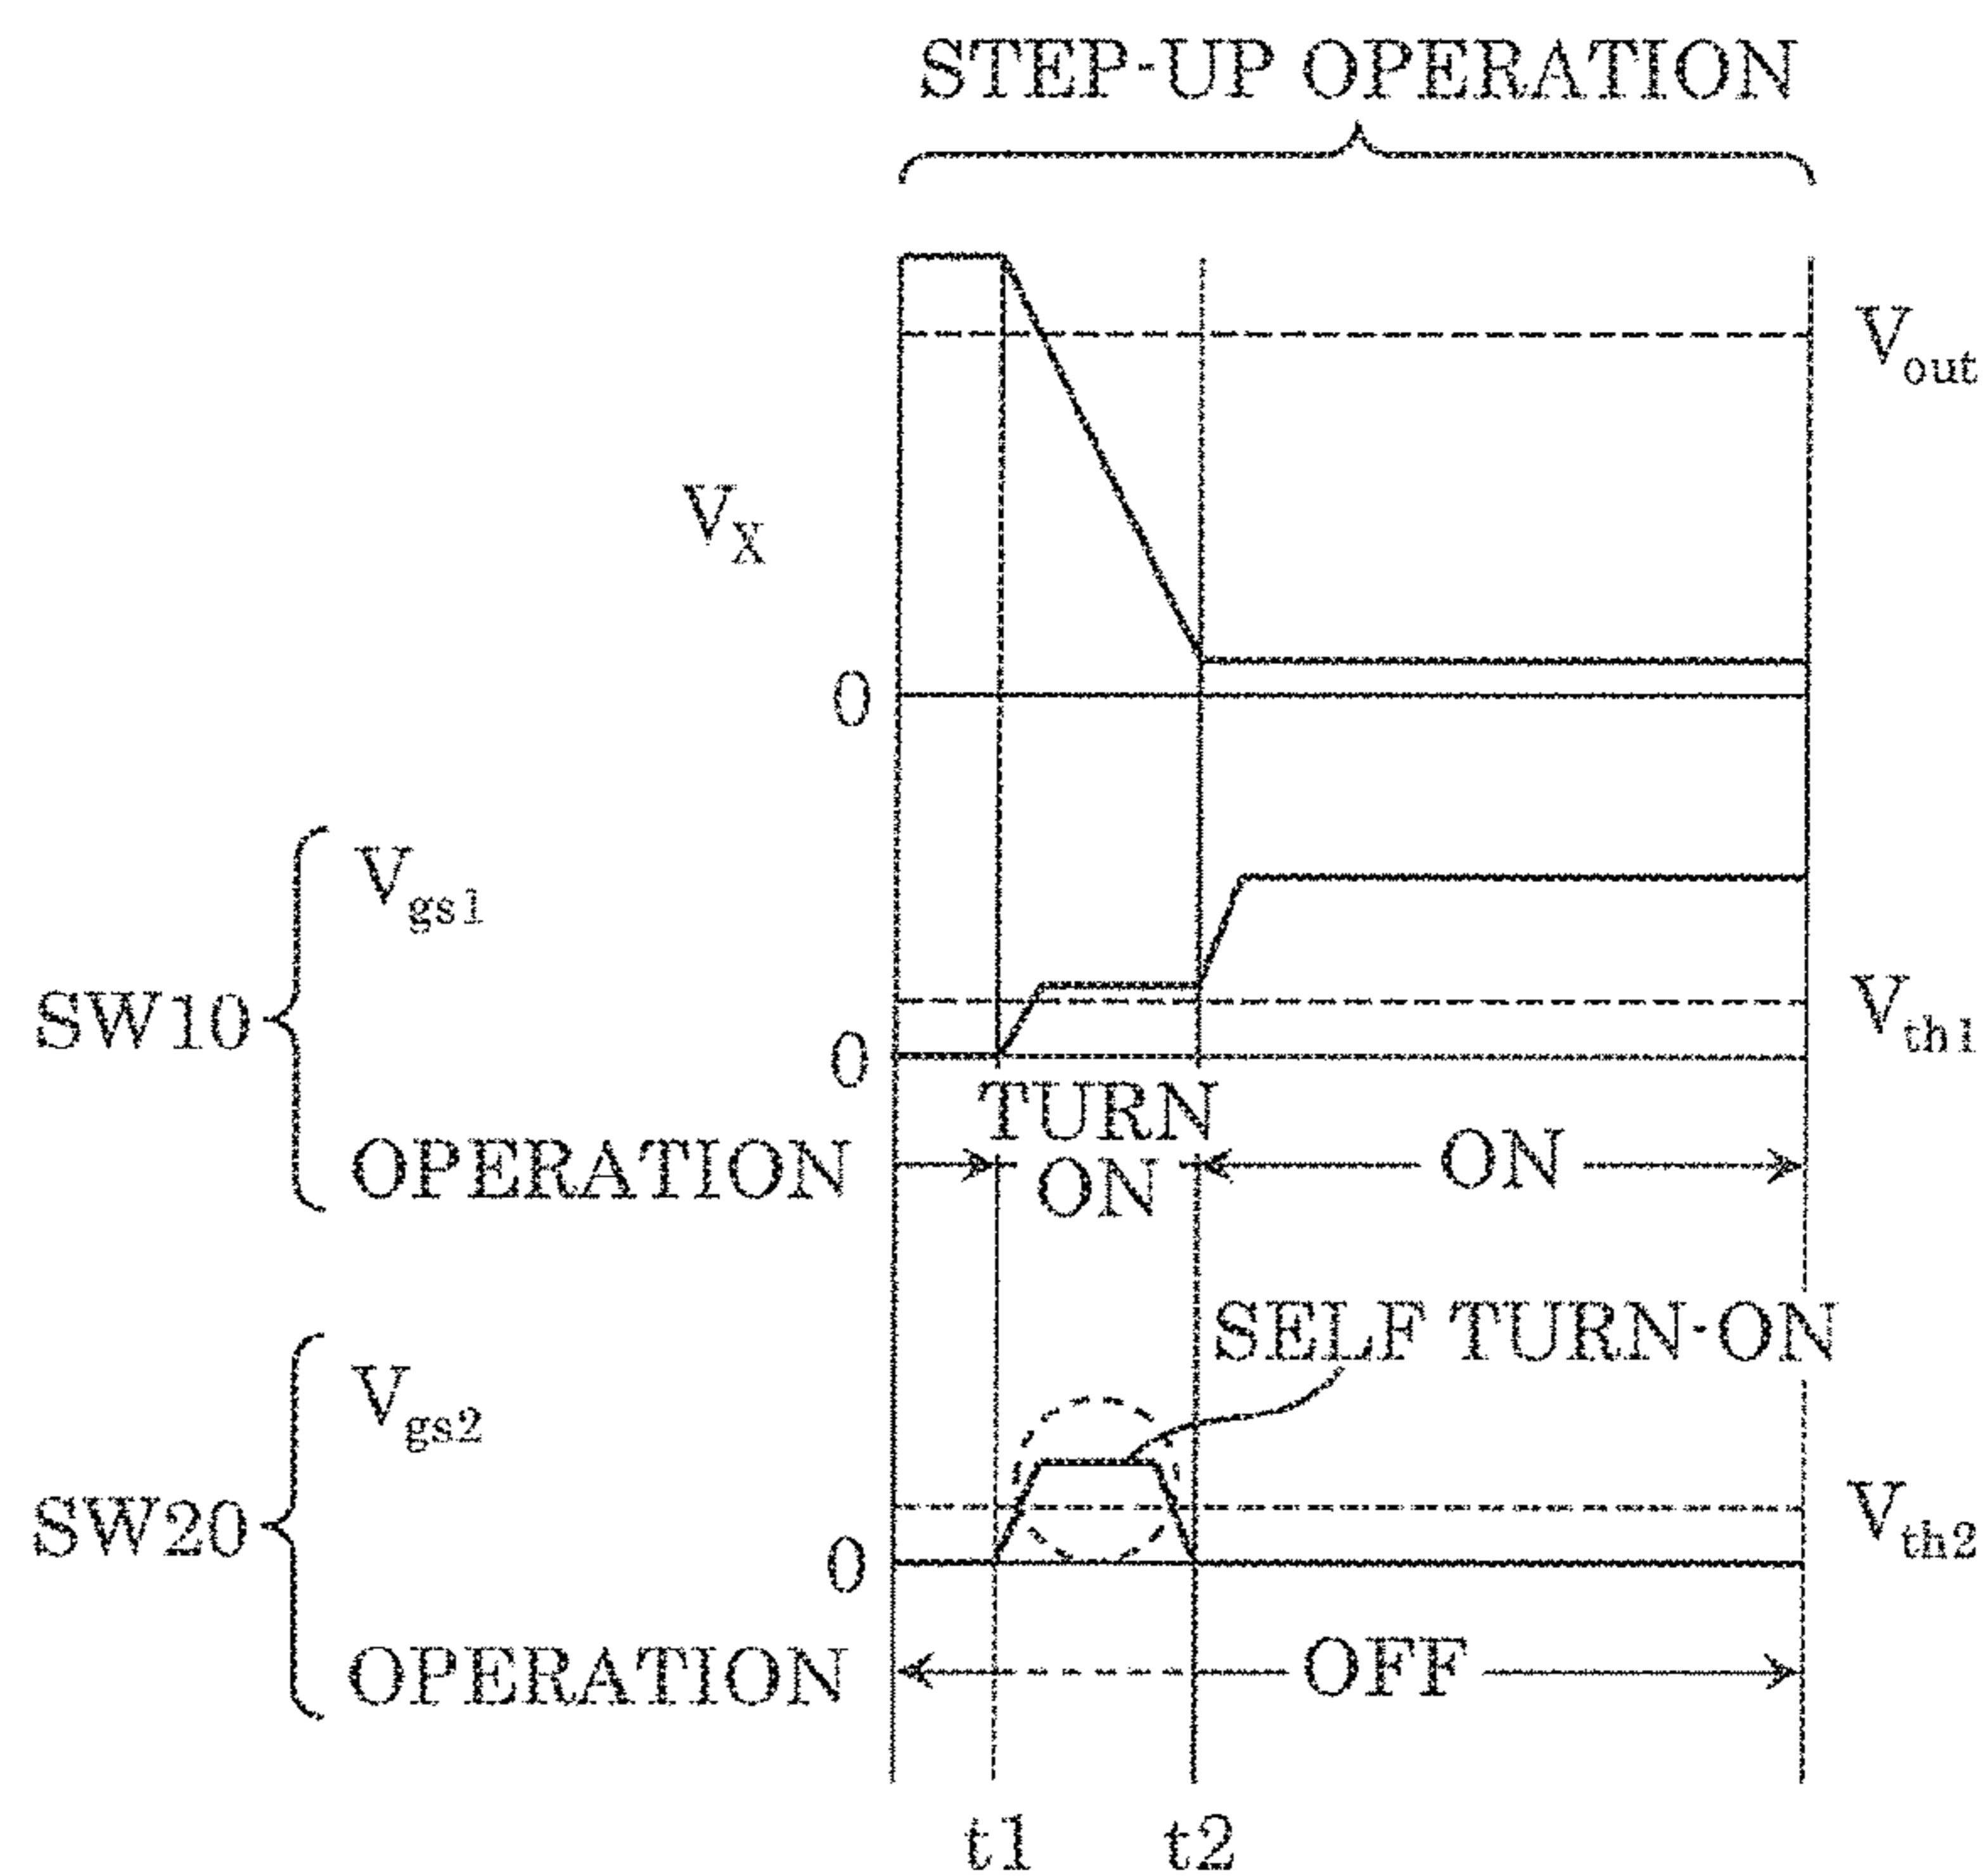 STEP-UP OPERATION
Vout
VX
0
Vgs1
SW10
Vth1
0
TURN
ON
OPERATION
ON
SELF TURN-ON
Vgs2
SW20
Vth2
0
OPERATION
OFF
t1 t2